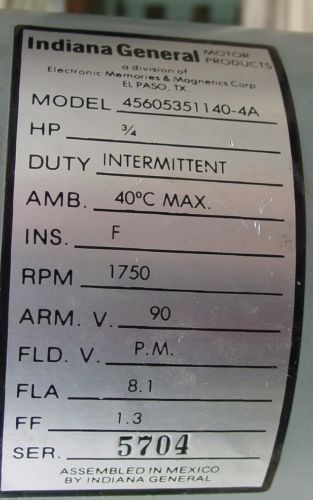 Indiana General MOTOR PRODUCTS
a division of
Electronic Memories & Magnetics Corp.
EL PASO, TX.
MODEL 45605351140-4A
HP ¾
DUTY INTERMITTENT
AMB. 40°C MAX.
INS. F
RPM 1750
ARM. V. 90
FLD. V. P.M.
FLA 8.1
FF 1.3
SER. 5704
ASSEMBLED IN MEXICO
BY INDIANA GENERAL